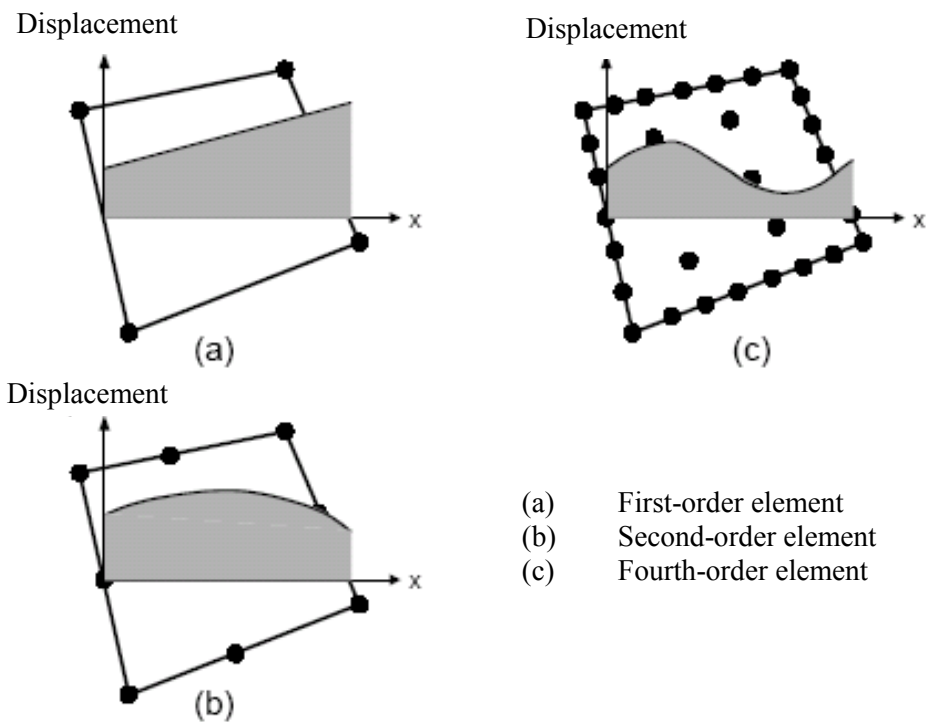 Displacement
x
(a)
Displacement
x
(c)
Displacement
x
(b)
(a) First-order element
(b) Second-order element
(c) Fourth-order element